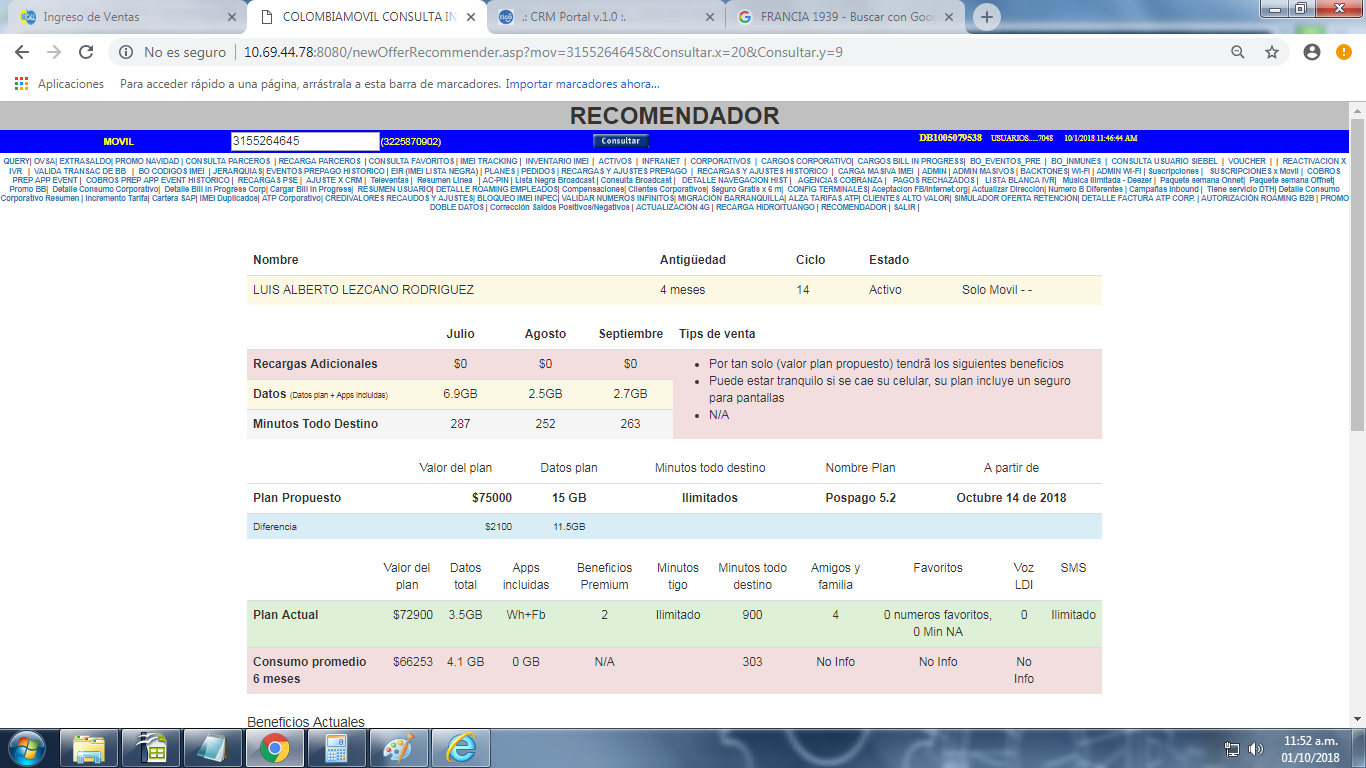 Ingreso de Ventas
COLOMBIAMOVIL CONSULTA IN
.: CRM Portal v.1.0 :.
FRANCIA 1939 - Buscar con Goo
No es seguro | 10.69.44.78:8080/newOfferRecommender.asp?mov=3155264645&Consultar.x=20&Consultar.y=9
Aplicaciones Para acceder rápido a una página, arrástrala a esta barra de marcadores. Importar marcadores ahora...
RECOMENDADOR
MOVIL 3155264645 (3225870902) Consultar DB1005079538 USUARIOS.....7048 10/1/2018 11:46:44 AM
QUERY| OVSA| EXTRASALDO| PROMO NAVIDAD | CONSULTA PARCEROS | RECARGA PARCEROS | CONSULTA FAVORITOS | IMEI TRACKING | INVENTARIO IMEI | ACTIVOS | INFRANET | CORPORATIVOS | CARGOS CORPORATIVO| CARGOS BILL IN PROGRESS| BO_EVENTOS_PRE | BO_INMUNES | CONSULTA USUARIO SIEBEL | VOUCHER | | REACTIVACION X
IVR | VALIDA TRANSAC DE BB | BO CODIGOS IMEI | JERARQUIAS| EVENTOS PREPAGO HISTORICO | EIR (IMEI LISTA NEGRA) | PLANES | PEDIDOS | RECARGAS Y AJUSTES PREPAGO | RECARGAS Y AJUSTES HISTORICO | CARGA MASIVA IMEI | ADMIN | ADMIN MASIVOS | BACKTONES| WI-FI | ADMIN WI-FI | Suscripciones | SUSCRIPCIONES x Movil | COBROS
PREP APP EVENT | COBROS PREP APP EVENT HISTORICO | RECARGAS PSE | AJUSTE X CRM | Televentas | Resumen Linea | AC-PIN | Lista Negra Broadcast | Consulta Broadcast | DETALLE NAVEGACION HIST | AGENCIAS COBRANZA | PAGOS RECHAZADOS | LISTA BLANCA IVR| Música Ilimitada - Deezer | Paquete semana Onnet| Paquete semana Offnet|
Promo BB| Detalle Consumo Corporativo| Detalle Bill In Progress Corp| Cargar Bill In Progress| RESUMEN USUARIO| DETALLE ROAMING EMPLEADOS| Compensaciones| Clientes Corporativos| Seguro Gratis x 6 m| CONFIG TERMINALES| Aceptacion FB/Internet.org| Actualizar Dirección| Numero B Diferentes | Campañas Inbound | Tiene servicio DTH| Detalle Consumo
Corporativo Resumen | Incremento Tarifa| Cartera SAP| IMEI Duplicados| ATP Corporativo| CREDIVALORES RECAUDOS Y AJUSTES| BLOQUEO IMEI INPEC| VALIDAR NUMEROS INFINITOS| MIGRACIÓN BARRANQUILLA| ALZA TARIFAS ATP| CLIENTES ALTO VALOR| SIMULADOR OFERTA RETENCIÓN| DETALLE FACTURA ATP CORP. | AUTORIZACIÓN ROAMING B2B | PROMO
DOBLE DATOS | Corrección Saldos Positivos/Negativos | ACTUALIZACIÓN 4G | RECARGA HIDROITUANGO | RECOMENDADOR | SALIR |
Nombre Antigüedad Ciclo Estado
LUIS ALBERTO LEZCANO RODRIGUEZ 4 meses 14 Activo Solo Movil - -
Julio Agosto Septiembre Tips de venta
Recargas Adicionales $0 $0 $0
Datos (Datos plan + Apps Incluidas) 6.9GB 2.5GB 2.7GB
Minutos Todo Destino 287 252 263
• Por tan solo (valor plan propuesto) tendrã los siguientes beneficios
• Puede estar tranquilo si se cae su celular, su plan incluye un seguro
para pantallas
• N/A
Valor del plan Datos plan Minutos todo destino Nombre Plan A partir de
Plan Propuesto $75000 15 GB Ilimitados Pospago 5.2 Octubre 14 de 2018
Diferencia $2100 11.5GB
Valor del Datos Apps Beneficios Minutos Minutos todo Amigos y Favoritos Voz SMS
plan total incluidas Premium tigo destino familia LDI
Plan Actual $72900 3.5GB Wh+Fb 2 Ilimitado 900 4 0 numeros favoritos, 0 Ilimitado
0 Min NA
Consumo promedio $66253 4.1 GB 0 GB N/A 303 No Info No Info No
6 meses Info
Beneficios Actuales
11:52 a.m.
01/10/2018